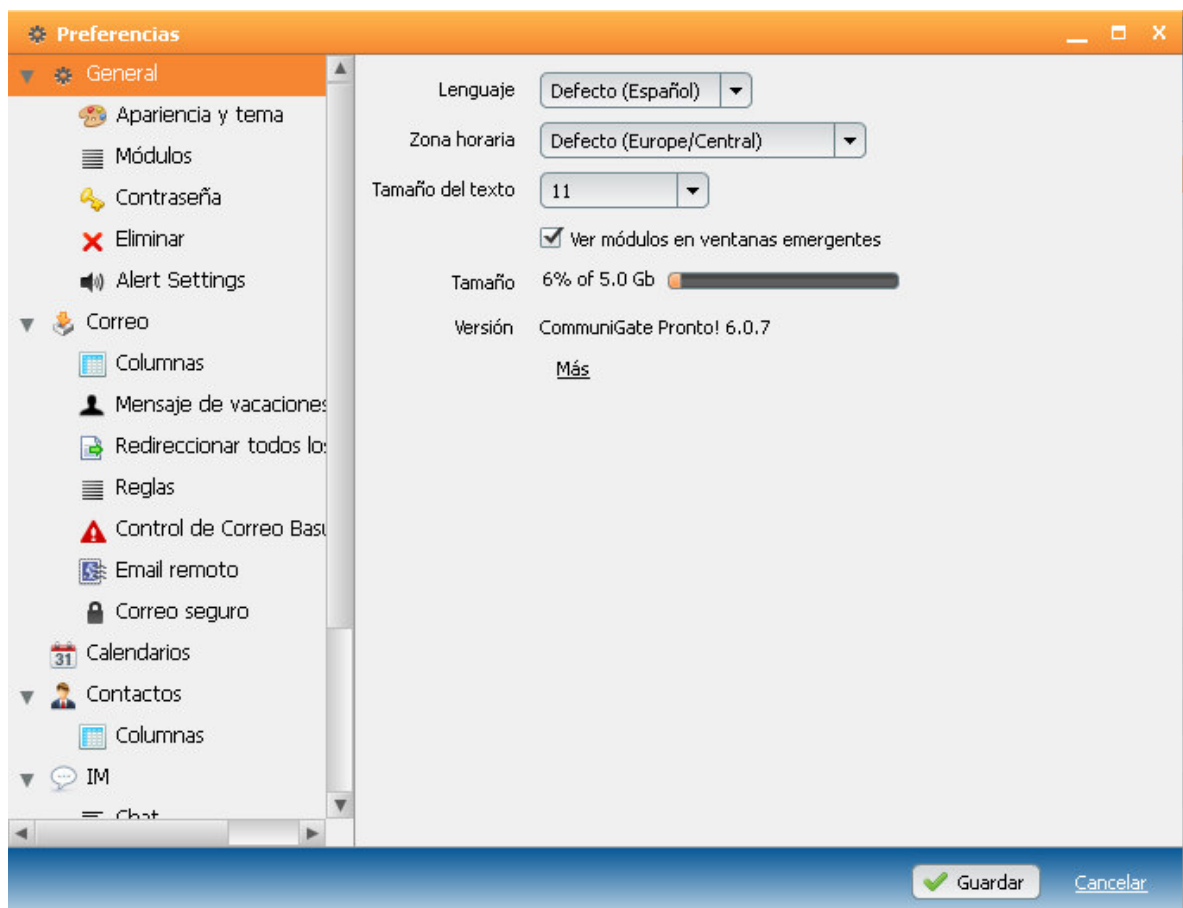 Preferencias
General
Apariencia y tema
Módulos
Contraseña
Eliminar
Alert Settings
Correo
Columnas
Mensaje de vacaciones
Redireccionar todos
Reglas
Control de Correo
Email remoto
Correo seguro
31
Calendarios
Contactos
Columnas
IM
Chat
Lenguaje Defecto (Español)
Zona horaria Defecto (Europe/Central)
Tamaño del texto 11
Ver módulos en ventanas emergentes
Tamaño 6% of 5.0 Gb
Versión CommuniGate Pronto! 6.0.7
Más
Guardar Cancelar